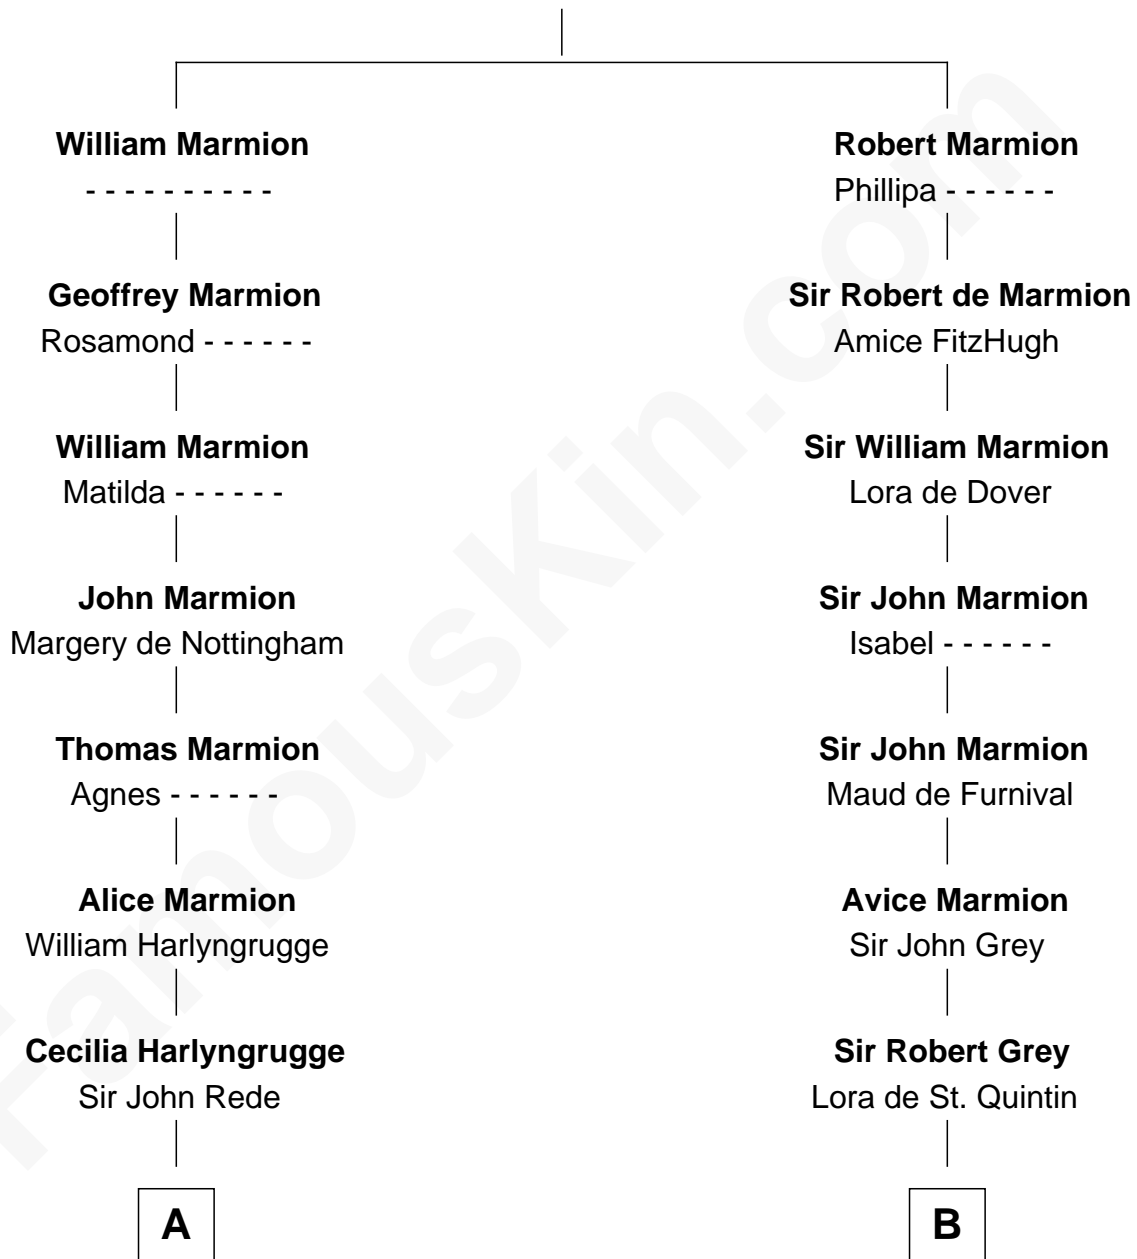 William Marmion
- - - - - - - - - -
Geoffrey Marmion
Rosamond - - - - - -
William Marmion
Matilda - - - - - -
John Marmion
Margery de Nottingham
Thomas Marmion
Agnes - - - - - -
Alice Marmion
William Harlyngrugge
Cecilia Harlyngrugge
Sir John Rede
A
Robert Marmion
Phillipa - - - - - -
Sir Robert de Marmion
Amice FitzHugh
Sir William Marmion
Lora de Dover
Sir John Marmion
Isabel - - - - - -
Sir John Marmion
Maud de Furnival
Avice Marmion
Sir John Grey
Sir Robert Grey
Lora de St. Quintin
B
FamousKin.com